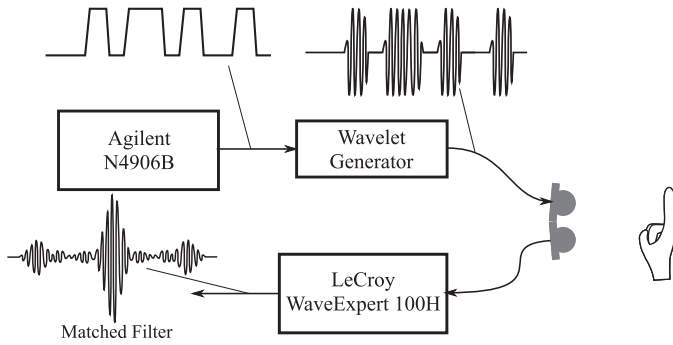 Agilent
N4906B
Wavelet
Generator
LeCroy
WaveExpert 100H
Matched Filter